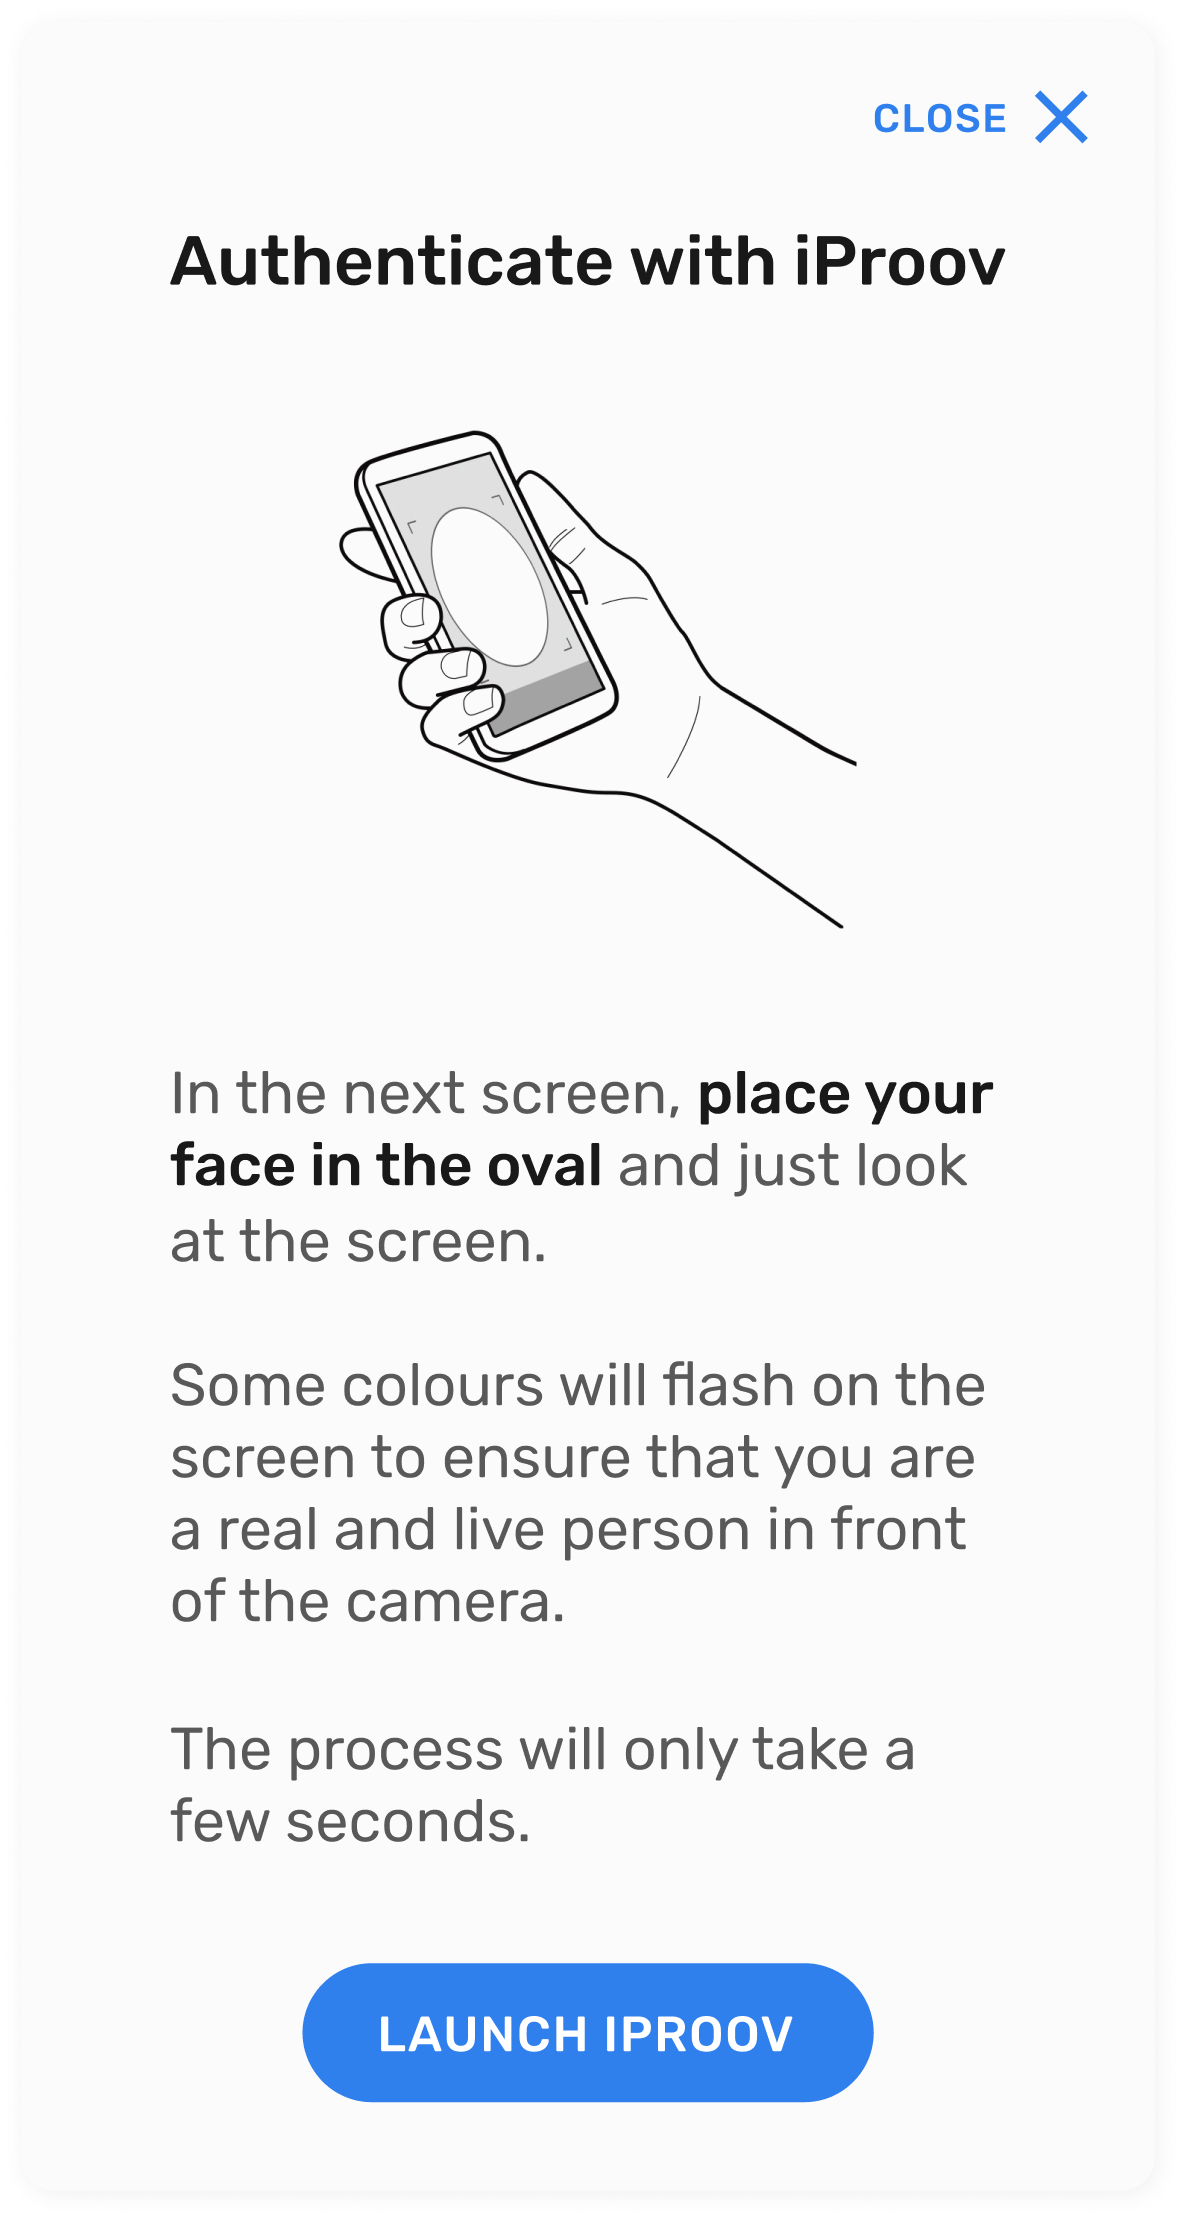 CLOSE
Authenticate with iProov
In the next screen, place your
face in the oval and just look
at the screen.
Some colours will flash on the
screen to ensure that you are
a real and live person in front
of the camera.
The process will only take a
few seconds.
LAUNCH IPROOV